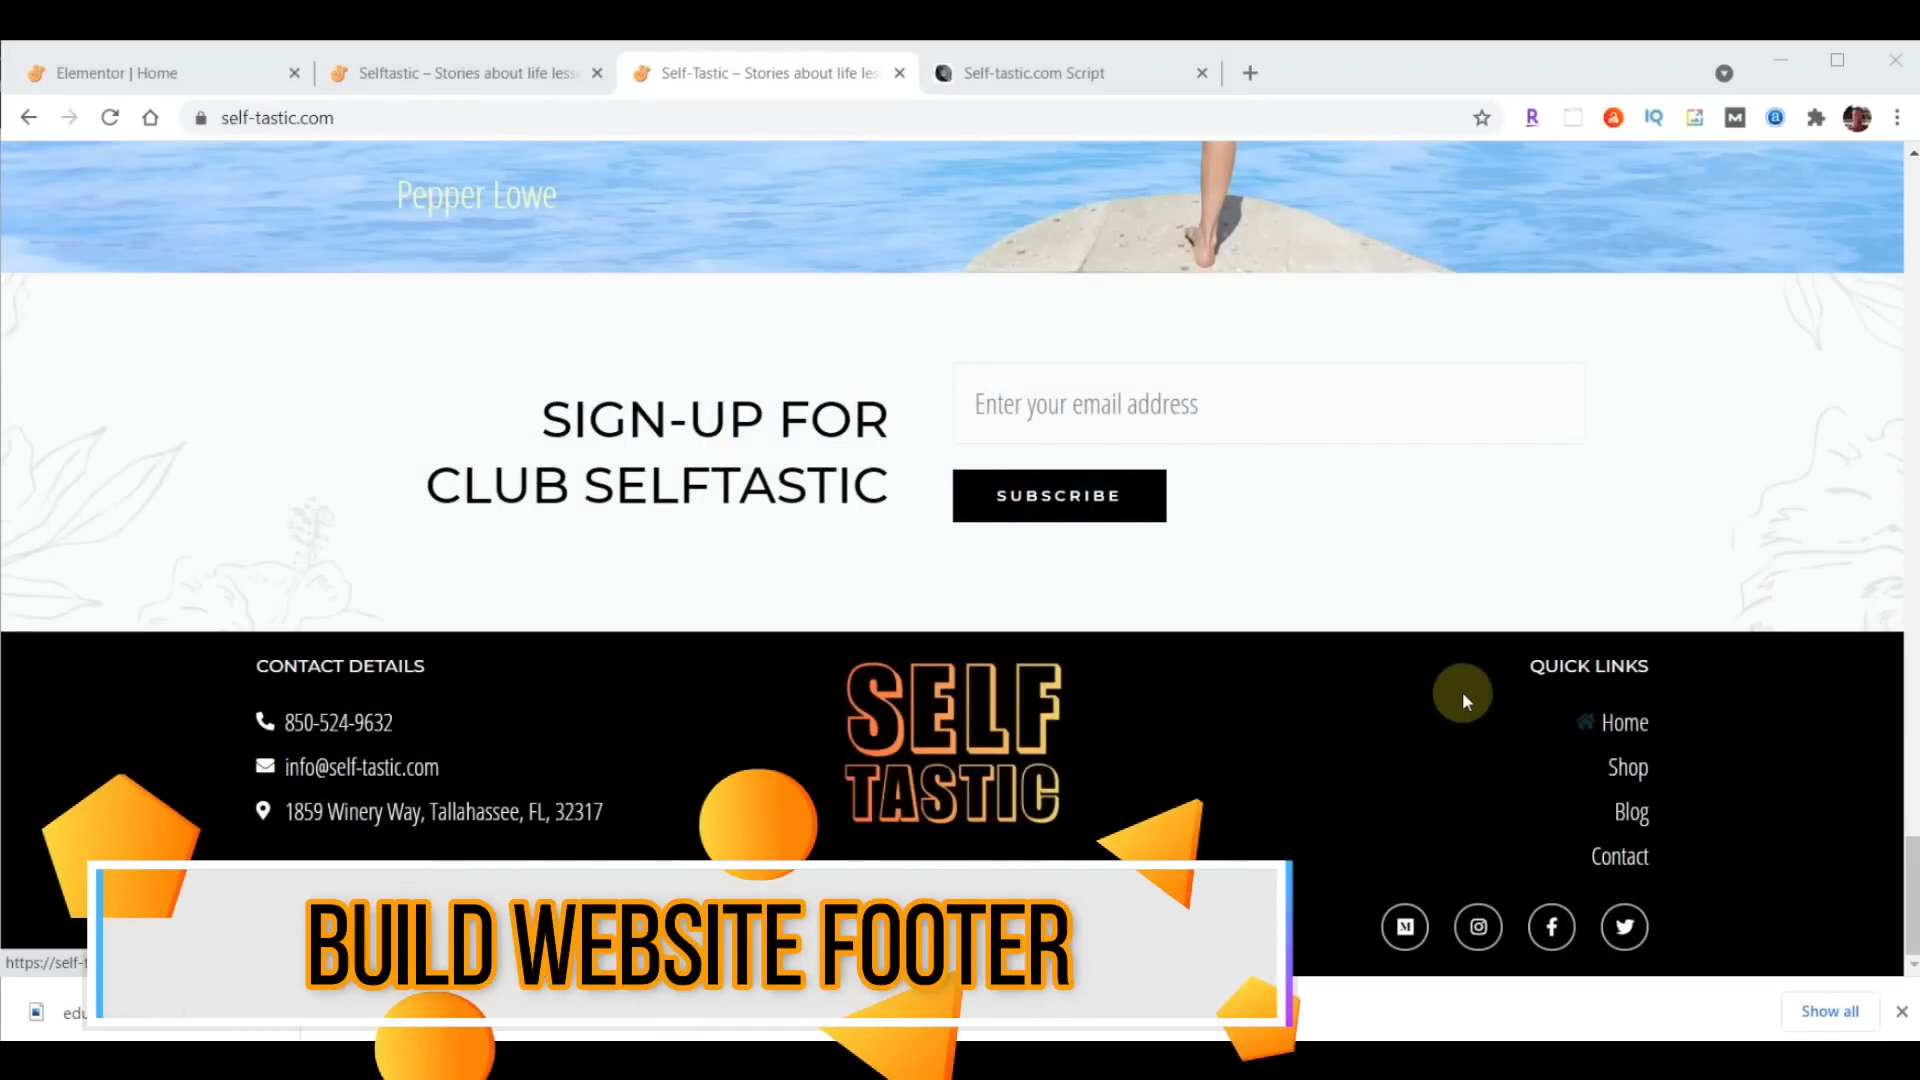 Elementor | Home
Selftastic – Stories about life less
Self-Tastic – Stories about life les
Self-tastic.com Script
self-tastic.com
R
IQ
M
a
Pepper Lowe
SIGN-UP FOR
CLUB SELFTASTIC
Enter your email address
SUBSCRIBE
CONTACT DETAILS
850-524-9632
info@self-tastic.com
1859 Winery Way, Tallahassee, FL, 32317
SELF
TASTIC
QUICK LINKS
Home
Shop
Blog
Contact
M
BUILD WEBSITE FOOTER
https://self-t
edu
Show all